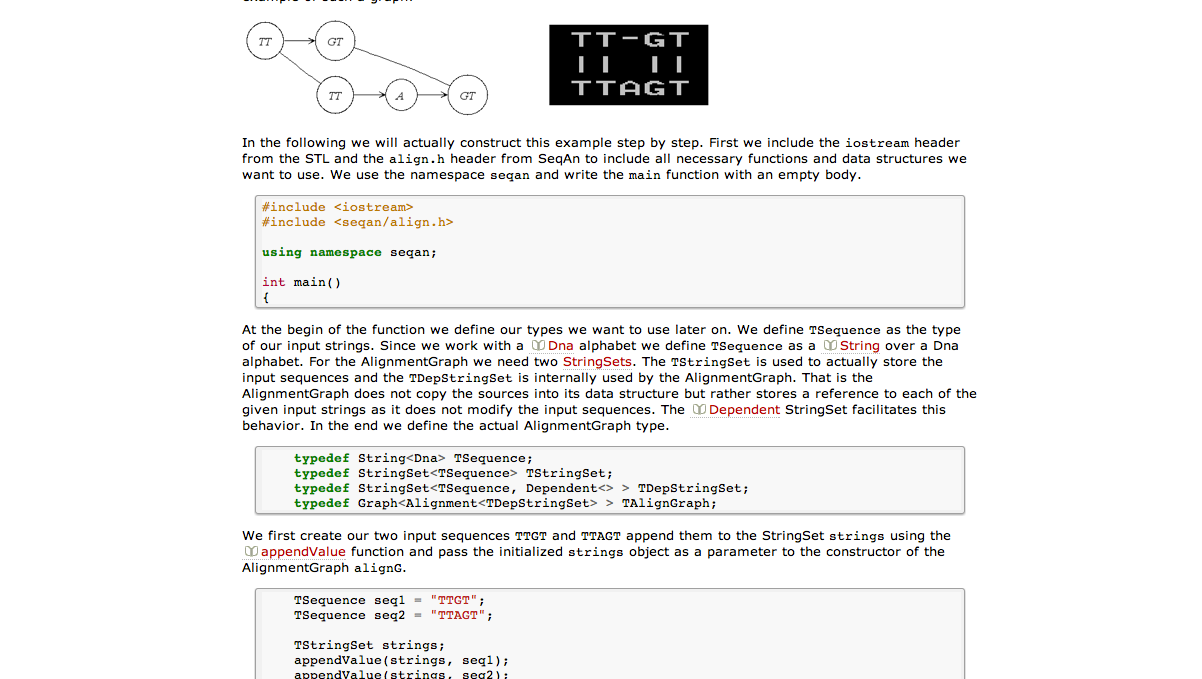 TT
GT
TT
A
GT
TT-GT
|| ||
TTAGT
In the following we will actually construct this example step by step. First we include the iostream header
from the STL and the align.h header from SeqAn to include all necessary functions and data structures we
want to use. We use the namespace seqan and write the main function with an empty body.
#include <iostream>
#include <seqan/align.h>
using namespace seqan;
int main()
{
At the begin of the function we define our types we want to use later on. We define TSequence as the type
of our input strings. Since we work with a Dna alphabet we define TSequence as a String over a Dna
alphabet. For the AlignmentGraph we need two StringSets. The TStringSet is used to actually store the
input sequences and the TDepStringSet is internally used by the AlignmentGraph. That is the
AlignmentGraph does not copy the sources into its data structure but rather stores a reference to each of the
given input strings as it does not modify the input sequences. The Dependent StringSet facilitates this
behavior. In the end we define the actual AlignmentGraph type.
typedef String<Dna> TSequence;
typedef StringSet<TSequence> TStringSet;
typedef StringSet<TSequence, Dependent<> > TDepStringSet;
typedef Graph<Alignment<TDepStringSet> > TAlignGraph;
We first create our two input sequences TTGT and TTAGT append them to the StringSet strings using the
appendValue function and pass the initialized strings object as a parameter to the constructor of the
AlignmentGraph alignG.
TSequence seq1 = "TTGT";
TSequence seq2 = "TTAGT";
TStringSet strings;
appendValue(strings, seq1);
appendValue(strings, seq2);